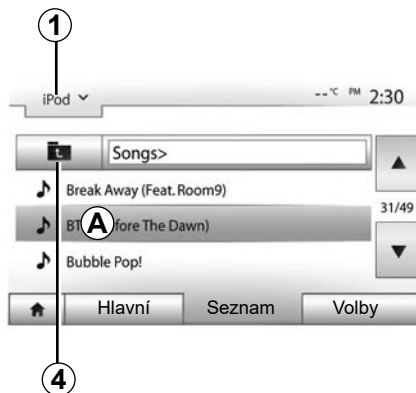 1
iPod
--°C PM 2:30
Songs>
Break Away (Feat. Room9)
31/49
A
fore The Dawn)
Bubble Pop!
Hlavní Seznam Volby
4